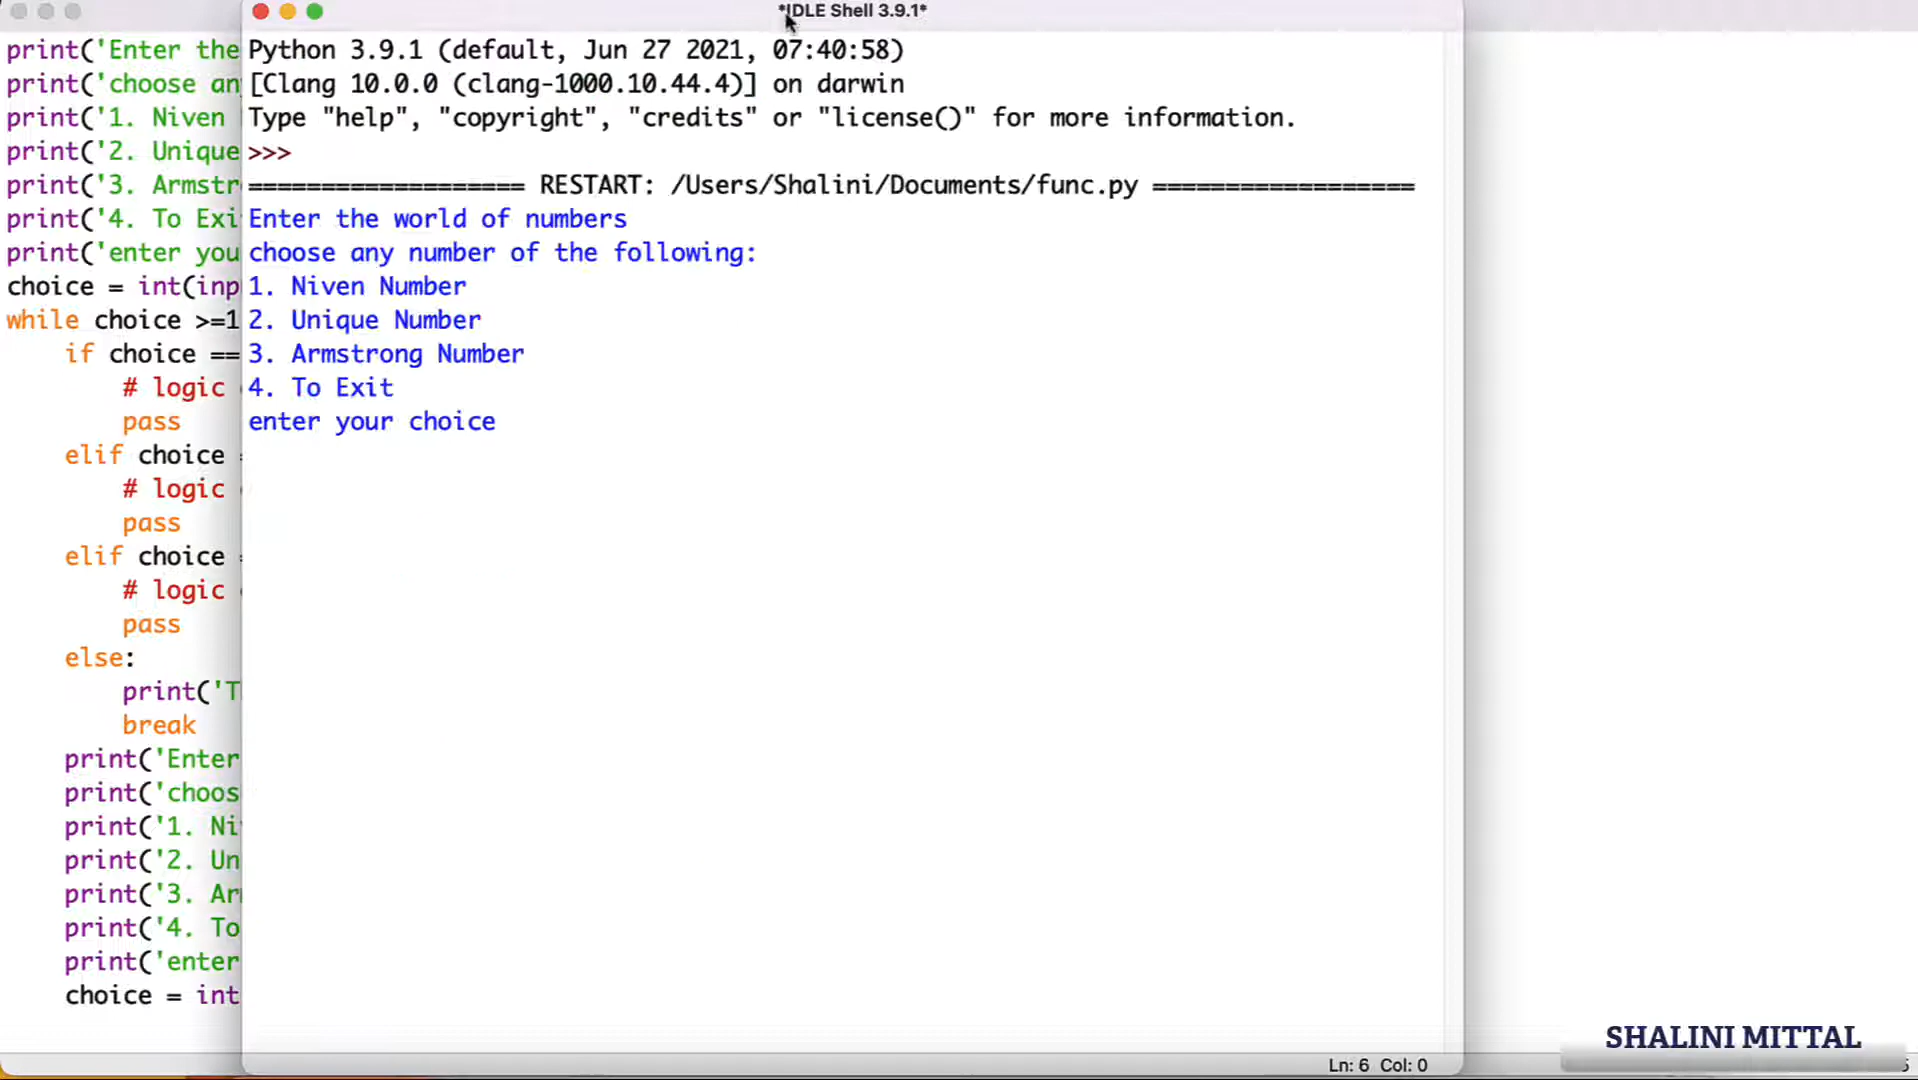 *IDLE Shell 3.9.1*
print('Enter the
print('choose an
print('1. Niven
print('2. Unique
print('3. Armstr
print('4. To Exi
print('enter you
choice = int(inp
while choice >=1
if choice ==
# logic
pass
elif choice
# logic
pass
elif choice
# logic
pass
else:
print('T
break
print('Enter
print('choos
print('1. Ni
print('2. Un
print('3. Ar
print('4. To
print('enter
choice = int
Python 3.9.1 (default, Jun 27 2021, 07:40:58)
[Clang 10.0.0 (clang-1000.10.44.4)] on darwin
Type "help", "copyright", "credits" or "license()" for more information.
>>>
=================== RESTART: /Users/Shalini/Documents/func.py ==================
Enter the world of numbers
choose any number of the following:
1. Niven Number
2. Unique Number
3. Armstrong Number
4. To Exit
enter your choice
SHALINI MITTAL
Ln: 6 Col: 0